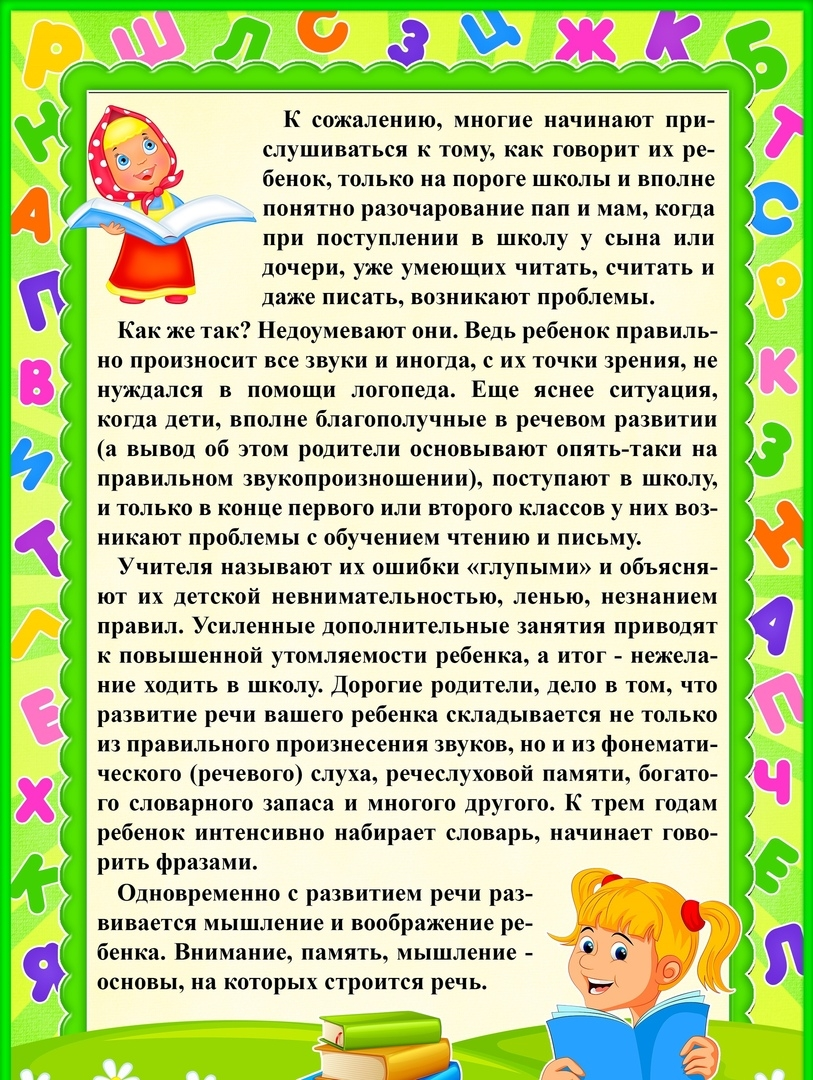 К сожалению, многие начинают при-
слушиваться к тому, как говорит их ре-
бенок, только на пороге школы и вполне
понятно разочарование пап и мам, когда
при поступлении в школу у сына или
дочери, уже умеющих читать, считать и
даже писать, возникают проблемы.
Как же так? Недоумевают они. Ведь ребенок правиль-
но произносит все звуки и иногда, с их точки зрения, не
нуждался в помощи логопеда. Еще яснее ситуация,
когда дети, вполне благополучные в речевом развитии
(а вывод об этом родители основывают опять-таки на
правильном звукопроизношении), поступают в школу,
и только в конце первого или второго классов у них воз-
никают проблемы с обучением чтению и письму.
Учителя называют их ошибки «глупыми» и объясня-
ют их детской невнимательностью, ленью, незнанием
правил. Усиленные дополнительные занятия приводят
к повышенной утомляемости ребенка, а итог - нежела-
ние ходить в школу. Дорогие родители, дело в том, что
развитие речи вашего ребенка складывается не только
из правильного произнесения звуков, но и из фонемати-
ческого (речевого) слуха, речеслуховой памяти, богато-
го словарного запаса и многого другого. К трем годам
ребенок интенсивно набирает словарь, начинает гово-
рить фразами.
Одновременно с развитием речи раз-
вивается мышление и воображение ре-
бенка. Внимание, память, мышление -
основы, на которых строится речь.